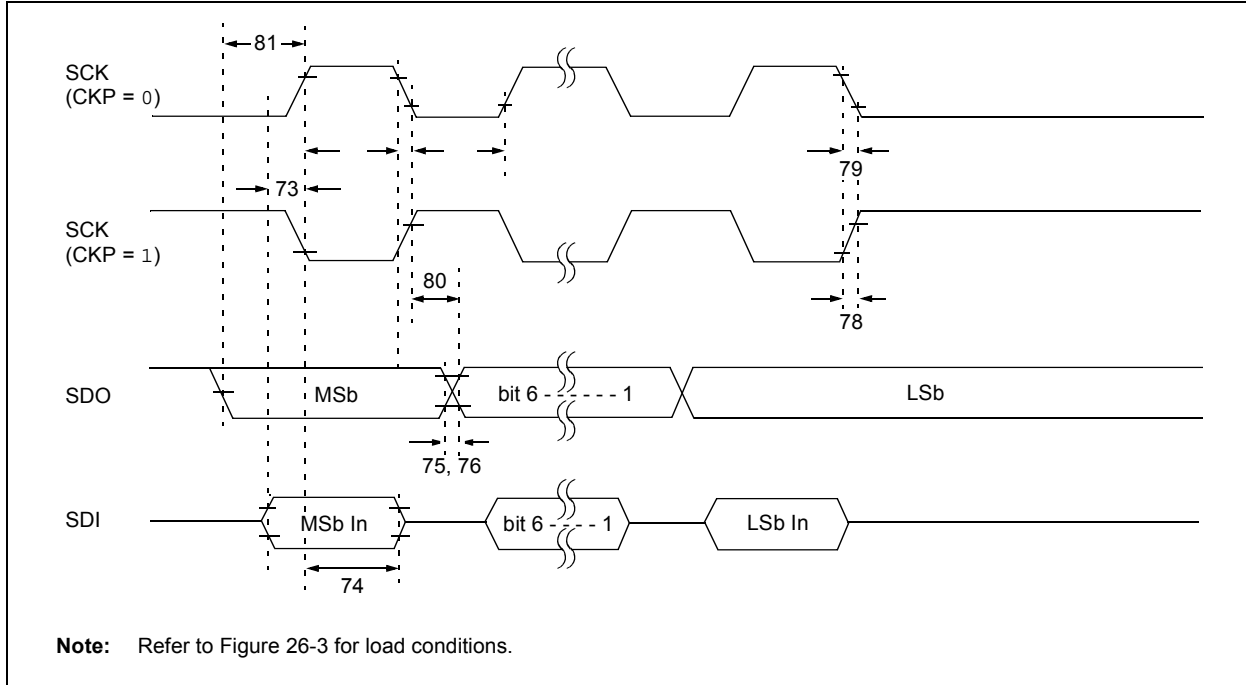 81
SCK
(CKP = 0)
79
73
SCK
(CKP = 1)
80
78
SDO
MSb
bit 6 - - - - - - 1
LSb
75, 76
SDI
MSb In
bit 6 - - - - 1
LSb In
74
Note: Refer to Figure 26-3 for load conditions.